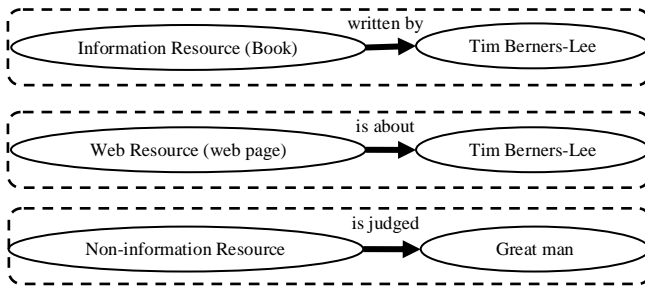 written by
Information Resource (Book)
Tim Berners-Lee
is about
Web Resource (web page)
Tim Berners-Lee
is judged
Non-information Resource
Great man